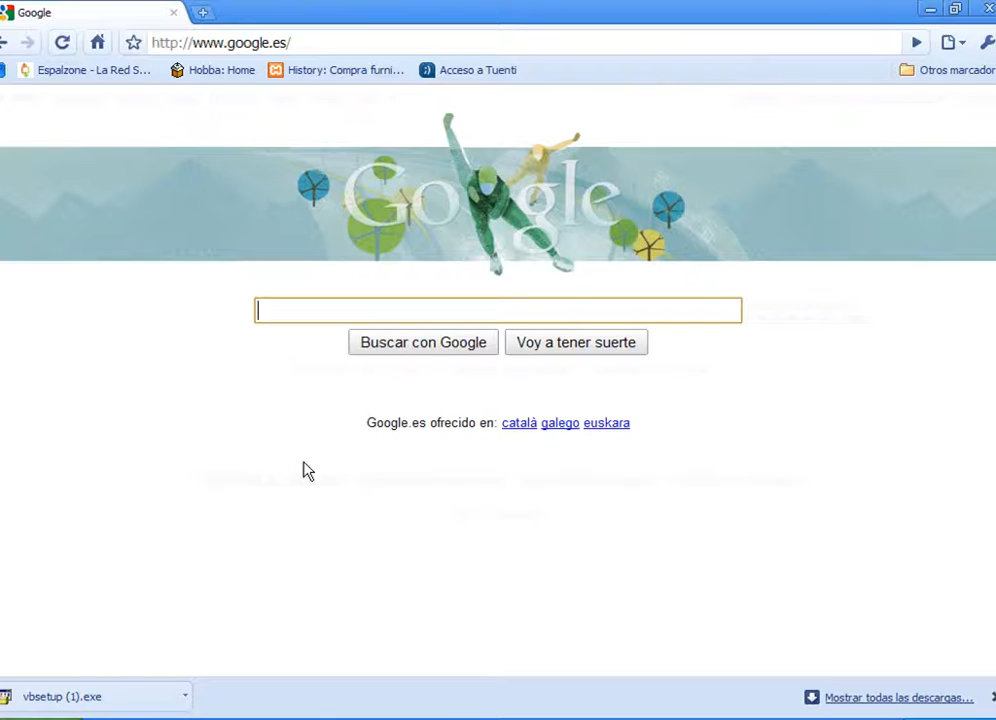 Google
http://www.google.es/
Espalzone - La Red S... Hobba: Home History: Compra furni... Acceso a Tuenti Otros marcador
Google
Buscar con Google Voy a tener suerte
Google.es ofrecido en: català galego euskara
vbsetup (1).exe Mostrar todas las descargas...